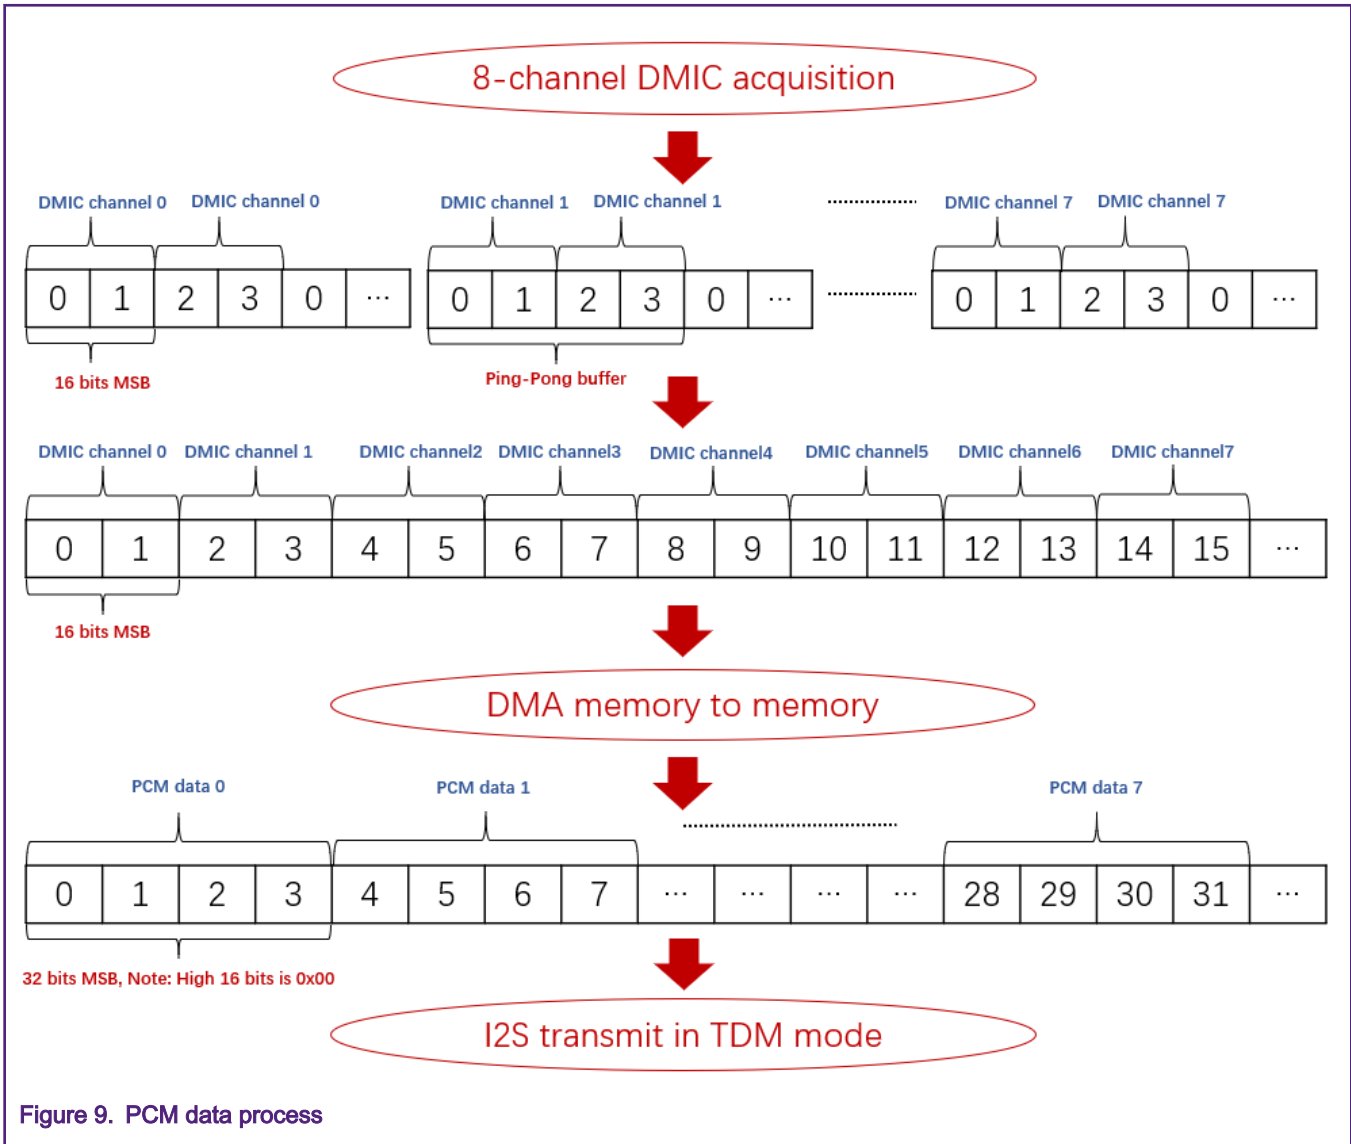 8-channel DMIC acquisition
DMIC channel 0 DMIC channel 0 DMIC channel 1 DMIC channel 1 .................. DMIC channel 7 DMIC channel 7
0 1 2 3 0 ... 0 1 2 3 0 ... .................. 0 1 2 3 0 ...
16 bits MSB Ping-Pong buffer
DMIC channel 0 DMIC channel 1 DMIC channel2 DMIC channel3 DMIC channel4 DMIC channel5 DMIC channel6 DMIC channel7
0 1 2 3 4 5 6 7 8 9 10 11 12 13 14 15 ...
16 bits MSB
DMA memory to memory
PCM data 0 PCM data 1 PCM data 7
0 1 2 3 4 5 6 7 ... ... ... ... 28 29 30 31 ...
32 bits MSB, Note: High 16 bits is 0x00
I2S transmit in TDM mode
Figure 9. PCM data process